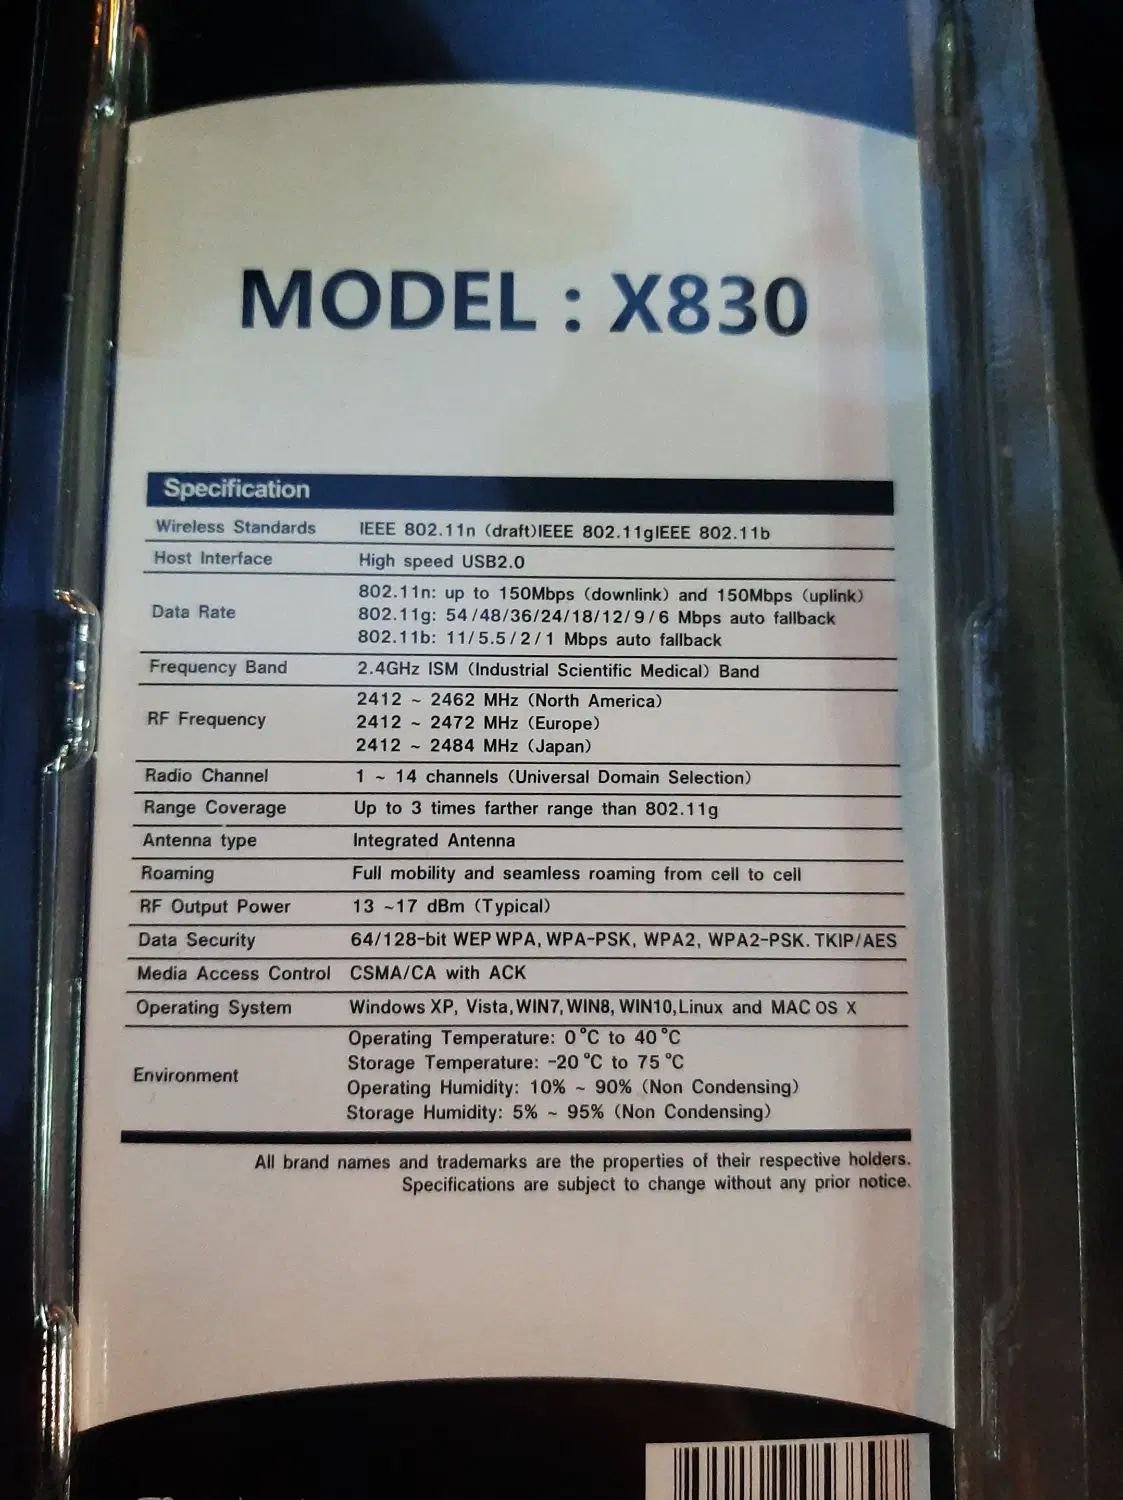 MODEL : X830
Specification
Wireless Standards IEEE 802.11n (draft)IEEE 802.11gIEEE 802.11b
Host Interface High speed USB2.0
Data Rate 802.11n: up to 150Mbps (downlink) and 150Mbps (uplink)
802.11g: 54/48/36/24/18/12/9/6 Mbps auto fallback
802.11b: 11/5.5/2/1 Mbps auto fallback
Frequency Band 2.4GHz ISM (Industrial Scientific Medical) Band
RF Frequency 2412 ~ 2462 MHz (North America)
2412 ~ 2472 MHz (Europe)
2412 ~ 2484 MHz (Japan)
Radio Channel 1 ~ 14 channels (Universal Domain Selection)
Range Coverage Up to 3 times farther range than 802.11g
Antenna type Integrated Antenna
Roaming Full mobility and seamless roaming from cell to cell
RF Output Power 13 ~17 dBm (Typical)
Data Security 64/128-bit WEP WPA, WPA-PSK, WPA2, WPA2-PSK. TKIP/AES
Media Access Control CSMA/CA with ACK
Operating System Windows XP, Vista, WIN7, WIN8, WIN10, Linux and MAC OS X
Environment Operating Temperature: 0°C to 40°C
Storage Temperature: -20°C to 75°C
Operating Humidity: 10% ~ 90% (Non Condensing)
Storage Humidity: 5% ~ 95% (Non Condensing)
All brand names and trademarks are the properties of their respective holders.
Specifications are subject to change without any prior notice.